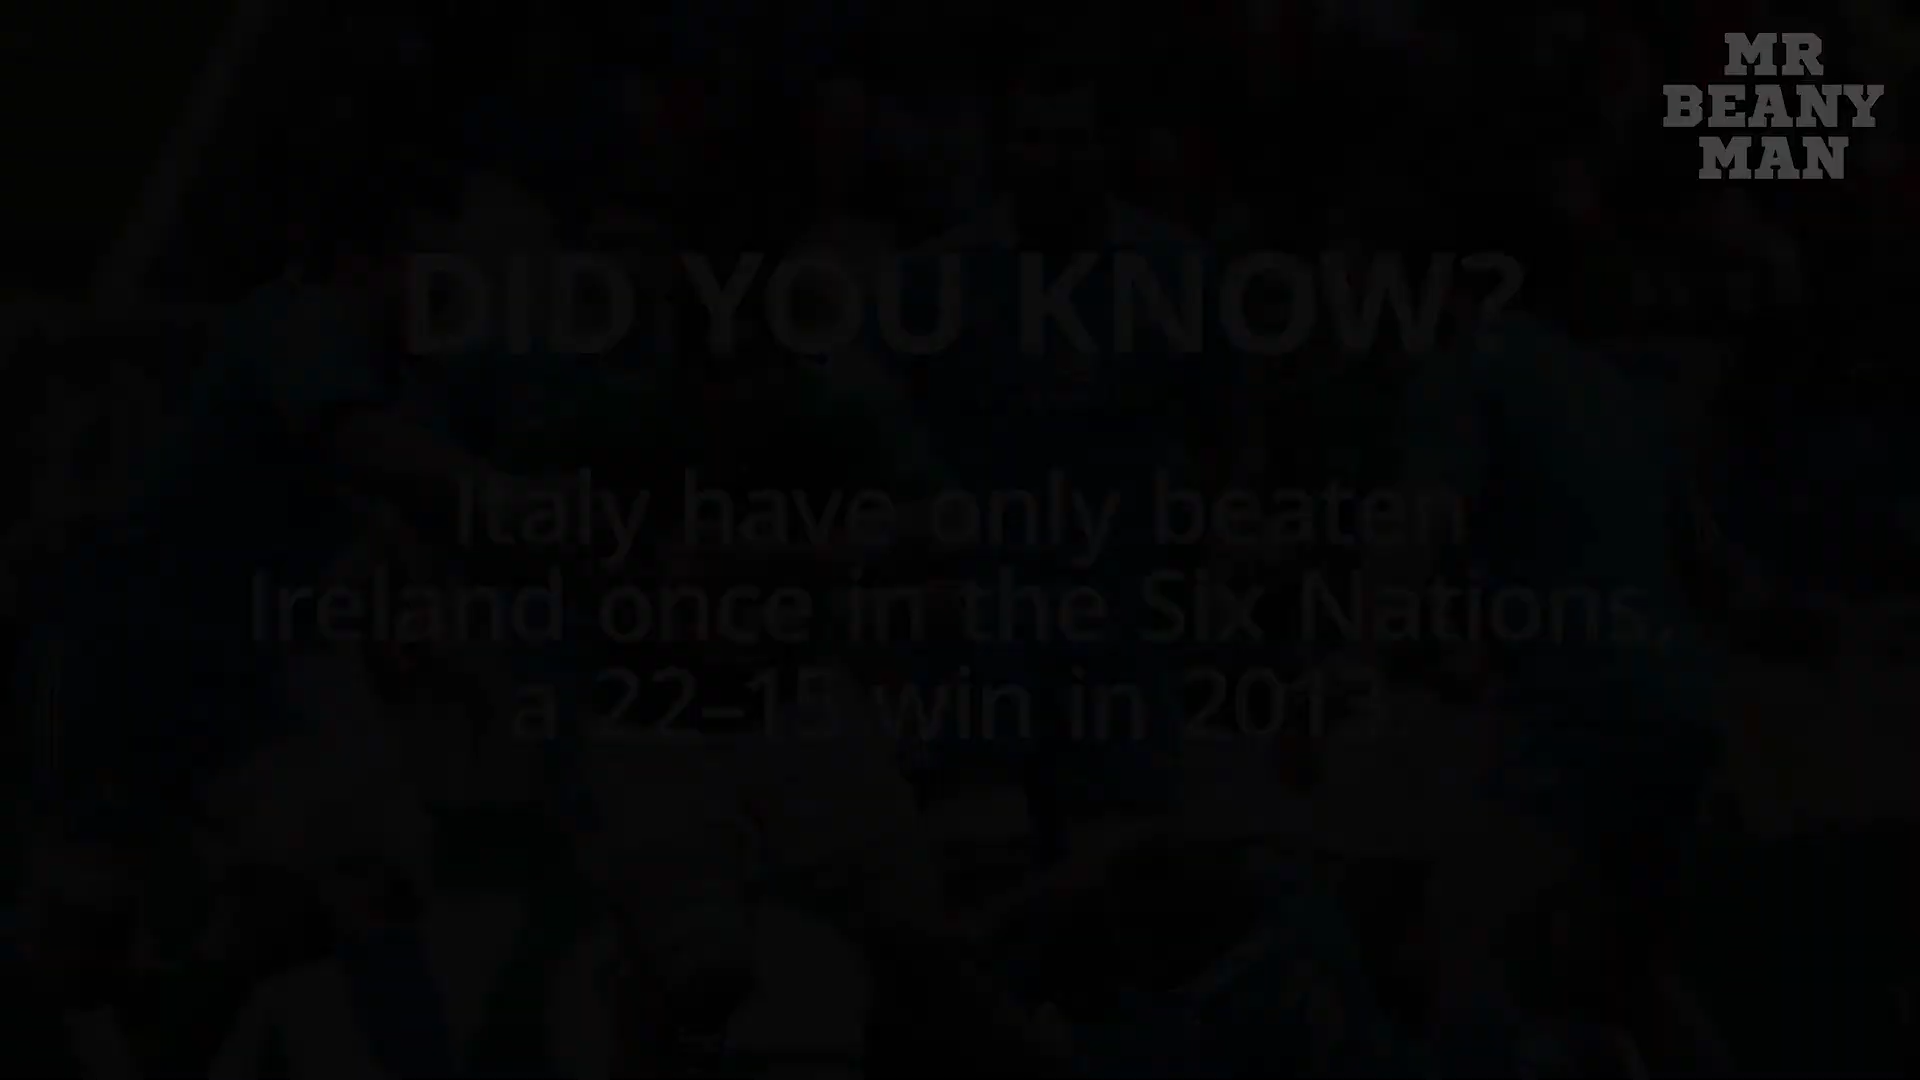 MR
BEANY
MAN
DID YOU KNOW?
Italy have only beaten
Ireland once in the Six Nations,
a 22–15 win in 2013.